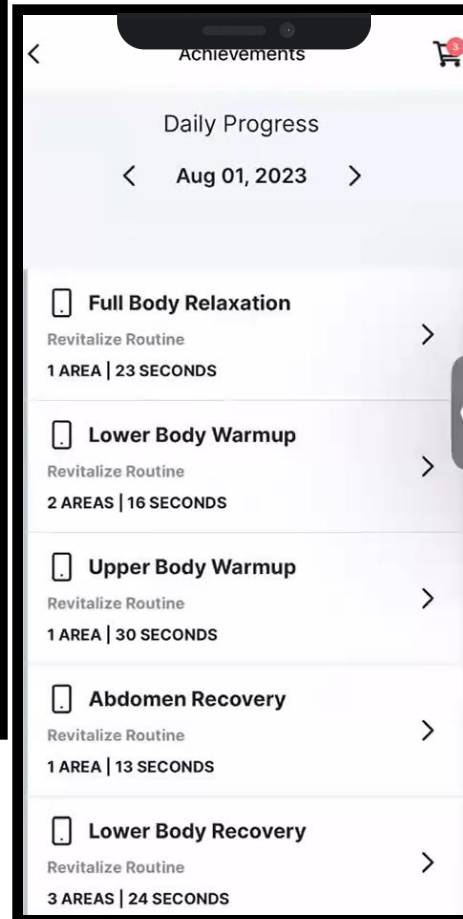 Achievements
3
Daily Progress
Aug 01, 2023
Full Body Relaxation
Revitalize Routine
1 AREA | 23 SECONDS
Lower Body Warmup
Revitalize Routine
2 AREAS | 16 SECONDS
Upper Body Warmup
Revitalize Routine
1 AREA | 30 SECONDS
Abdomen Recovery
Revitalize Routine
1 AREA | 13 SECONDS
Lower Body Recovery
Revitalize Routine
3 AREAS | 24 SECONDS